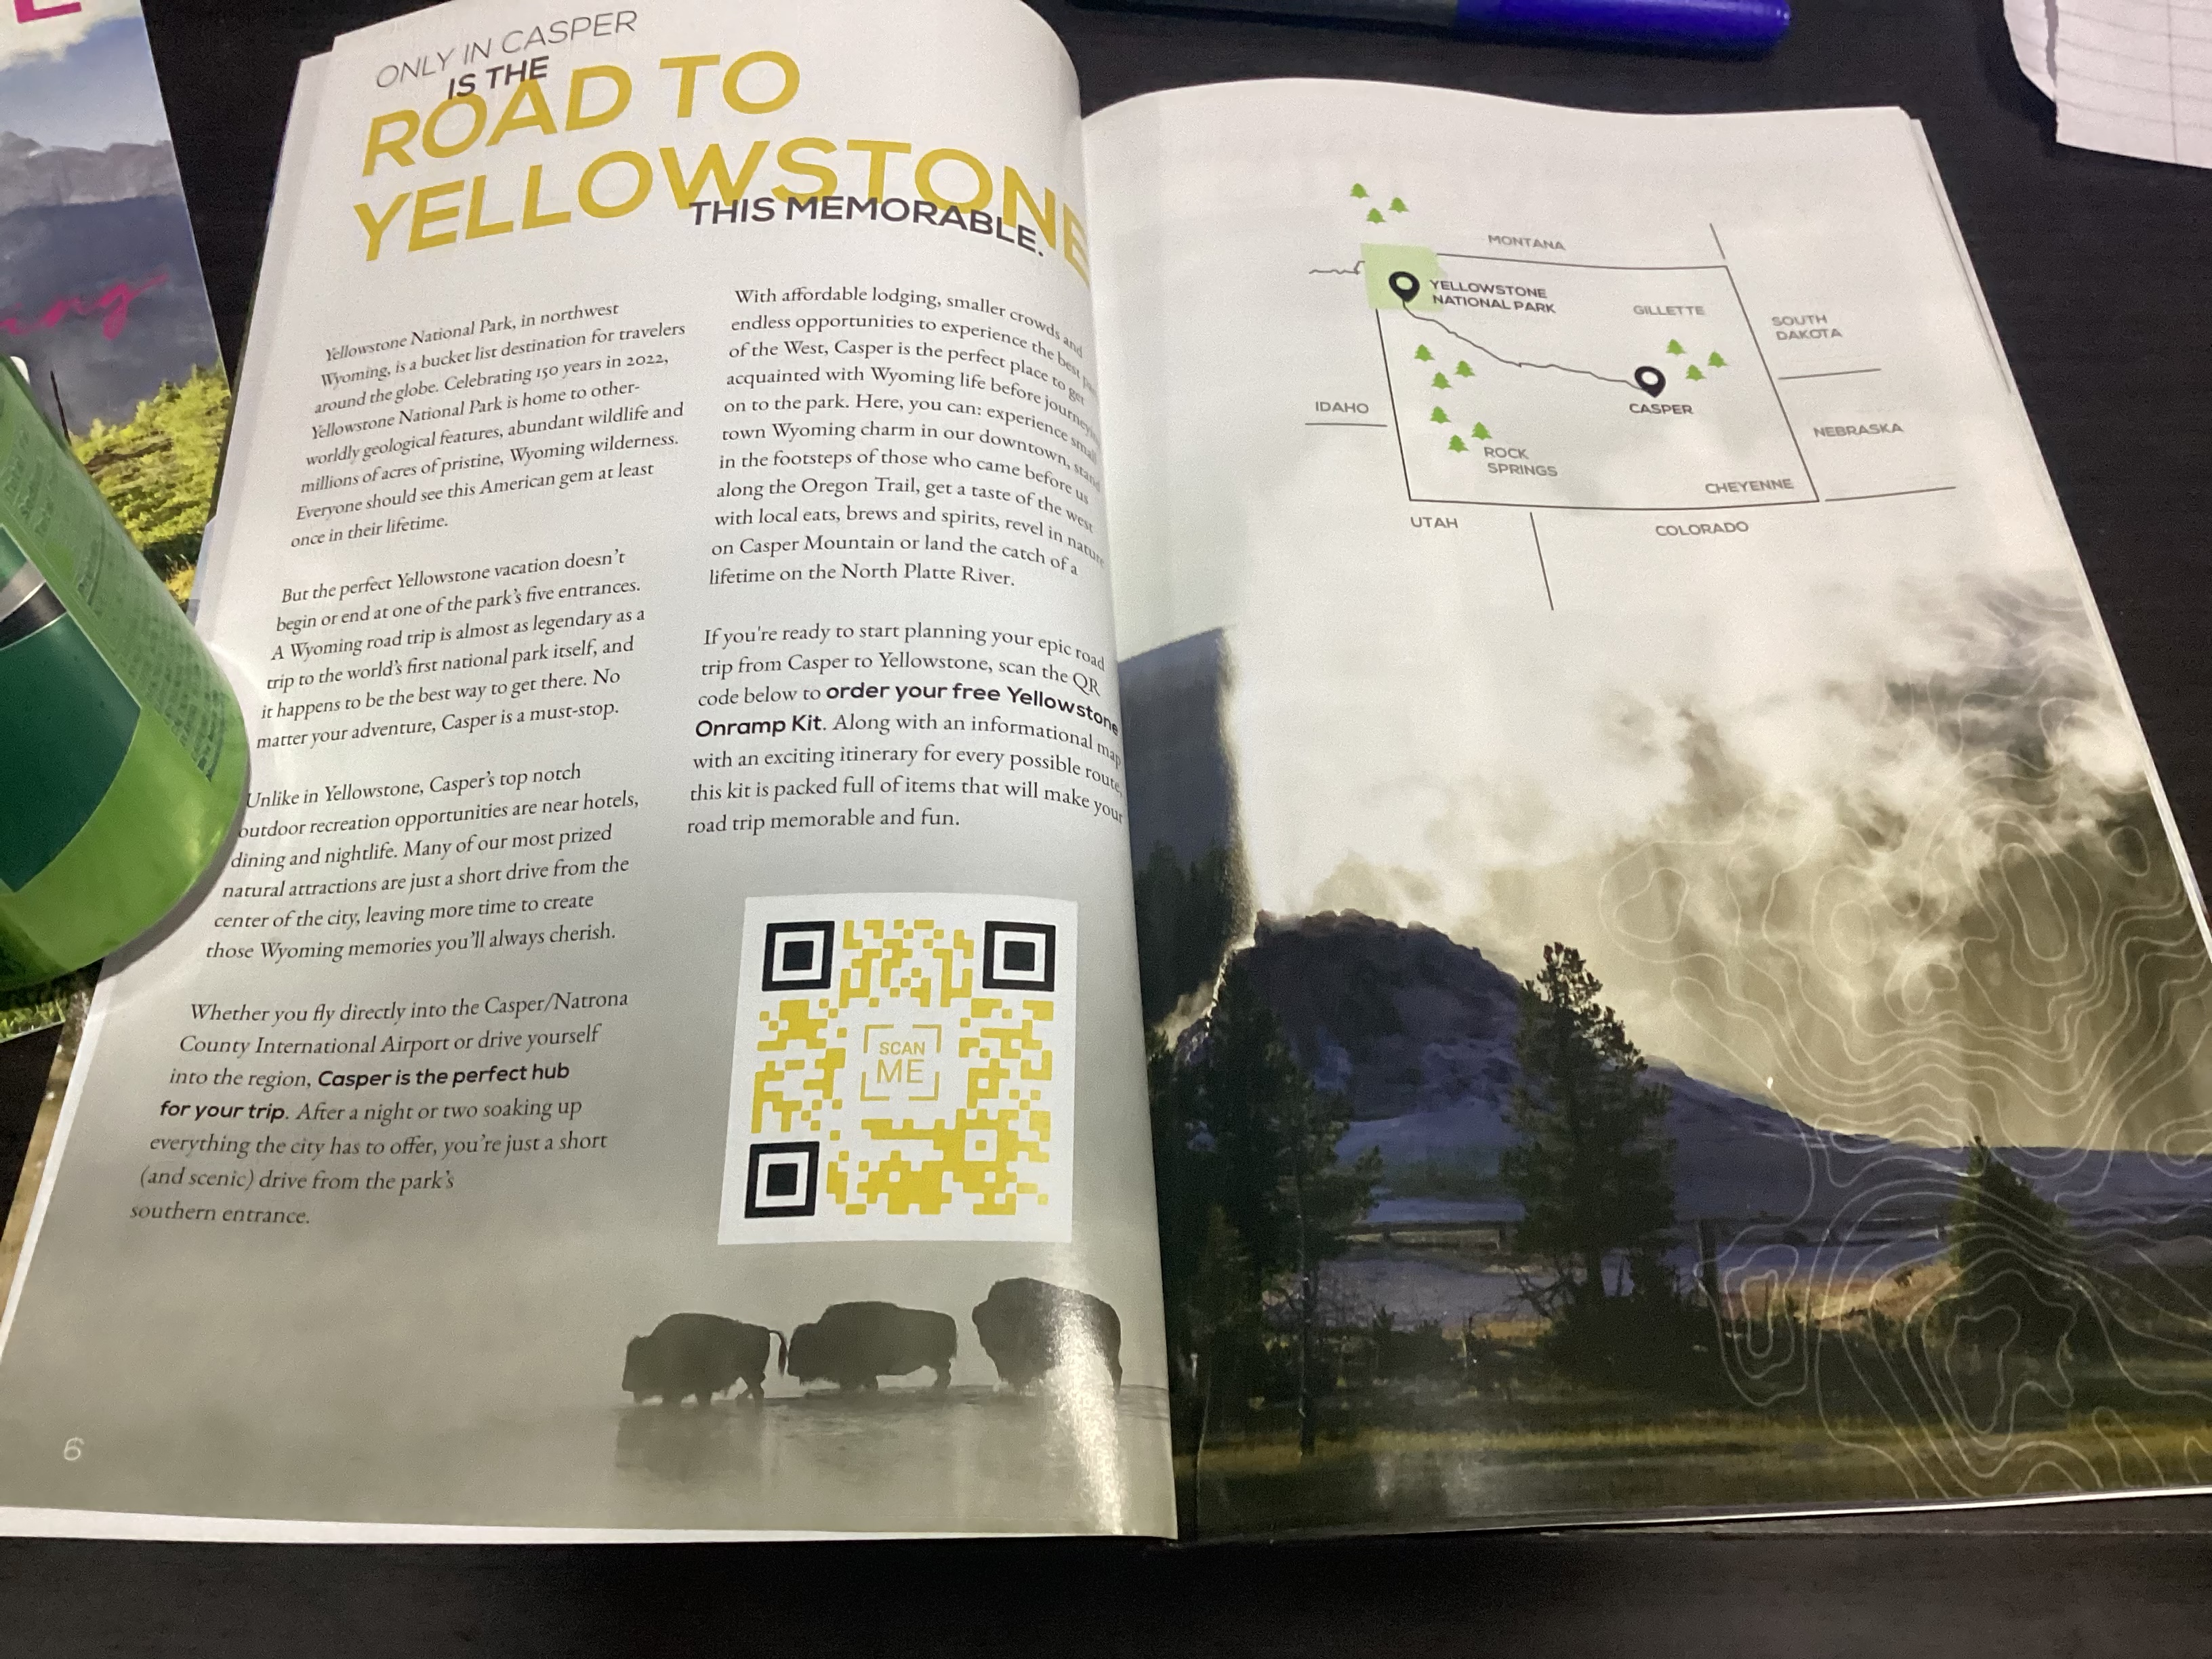 ONLY IN CASPER
IS THE
ROAD TO
YELLOWSTONE
THIS MEMORABLE.
Yellowstone National Park, in northwest
Wyoming, is a bucket list destination for travelers
around the globe. Celebrating 150 years in 2022,
Yellowstone National Park is home to other-
worldly geological features, abundant wildlife and
millions of acres of pristine, Wyoming wilderness.
Everyone should see this American gem at least
once in their lifetime.
But the perfect Yellowstone vacation doesn't
begin or end at one of the park's five entrances.
A Wyoming road trip is almost as legendary as a
trip to the world's first national park itself, and
it happens to be the best way to get there. No
matter your adventure, Casper is a must-stop.
Unlike in Yellowstone, Casper's top notch
outdoor recreation opportunities are near hotels,
dining and nightlife. Many of our most prized
natural attractions are just a short drive from the
center of the city, leaving more time to create
those Wyoming memories you'll always cherish.
Whether you fly directly into the Casper/Natrona
County International Airport or drive yourself
into the region, Casper is the perfect hub
for your trip. After a night or two soaking up
everything the city has to offer, you're just a short
(and scenic) drive from the park's
southern entrance.
With affordable lodging, smaller crowds and
endless opportunities to experience the best
of the West, Casper is the perfect place to get
acquainted with Wyoming life before journeying
on to the park. Here, you can: experience small
town Wyoming charm in our downtown, stand
in the footsteps of those who came before us
along the Oregon Trail, get a taste of the west
with local eats, brews and spirits, revel in nature
on Casper Mountain or land the catch of a
lifetime on the North Platte River.
If you're ready to start planning your epic road
trip from Casper to Yellowstone, scan the QR
code below to order your free Yellowstone
Onramp Kit. Along with an informational map
with an exciting itinerary for every possible route,
this kit is packed full of items that will make your
road trip memorable and fun.
SCAN
ME
6
MONTANA
YELLOWSTONE
NATIONAL PARK
GILLETTE
SOUTH
DAKOTA
IDAHO
CASPER
NEBRASKA
ROCK
SPRINGS
CHEYENNE
UTAH
COLORADO